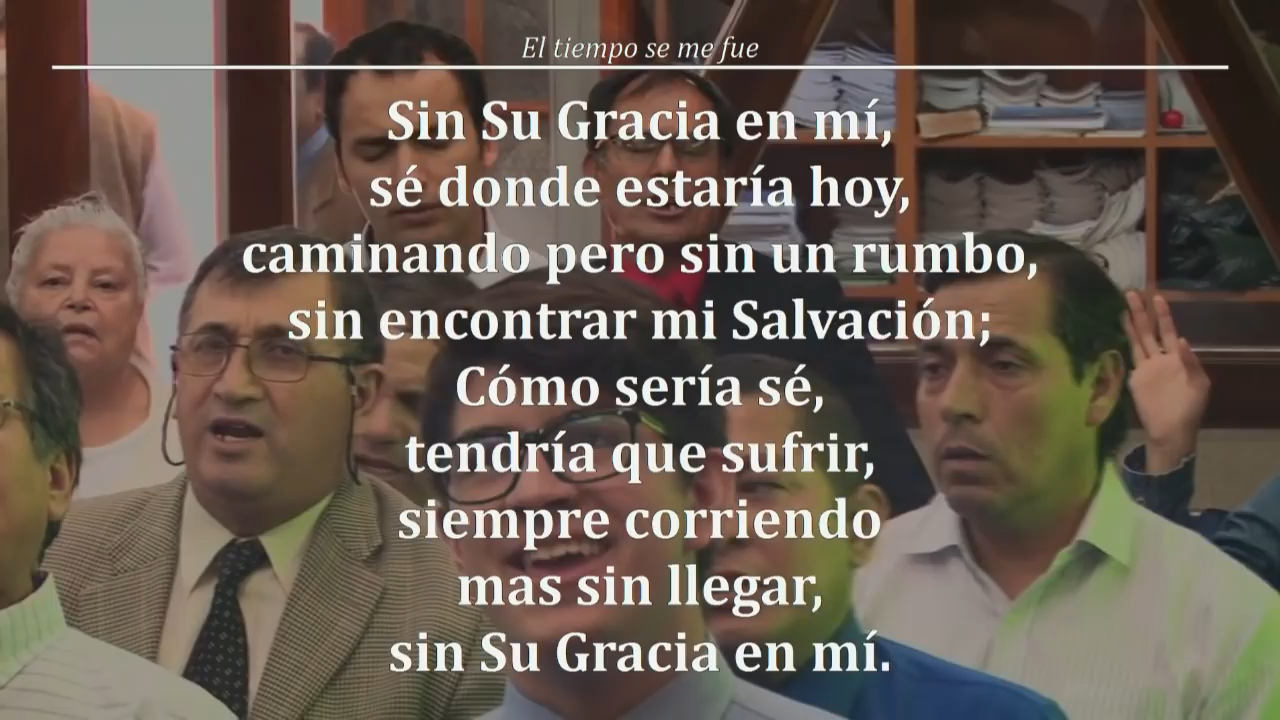 El tiempo se me fue
Sin Su Gracia en mí,
sé donde estaría hoy,
caminando pero sin un rumbo,
sin encontrar mi Salvación;
Cómo sería sé,
tendría que sufrir,
siempre corriendo
mas sin llegar,
sin Su Gracia en mí.